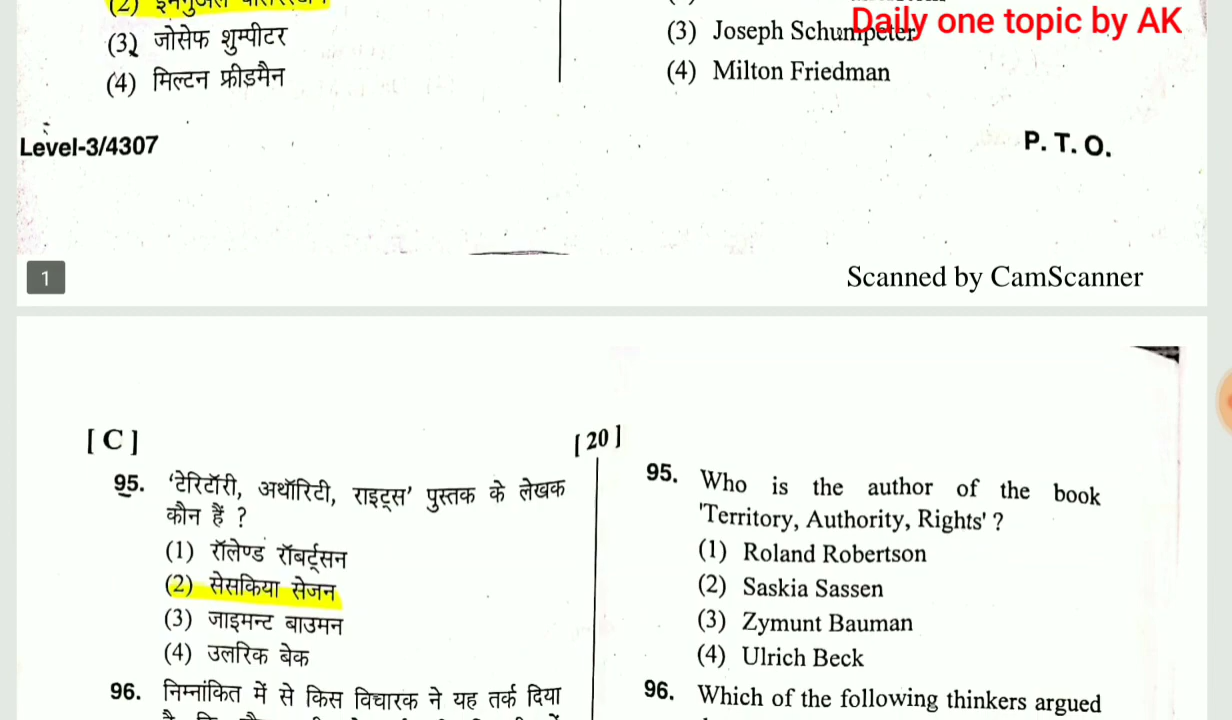 (3) जोसेफ शुम्पीटर
(4) मिल्टन फ्रीडमैन
(3) Joseph Schumpeter
(4) Milton Friedman
Daily one topic by AK
Level-3/4307
P. T. O.
1
Scanned by CamScanner
[ C ]
[ 20 ]
95. 'टेरिटॉरी, अथॉरिटी, राइट्स' पुस्तक के लेखक
कौन हैं ?
(1) रॉलेण्ड रॉबर्ट्सन
(2) सेसकिया सेजन
(3) जाइमन्ट बाउमन
(4) उलरिक बेक
96. निम्नांकित में से किस विचारक ने यह तर्क दिया
95. Who is the author of the book
'Territory, Authority, Rights' ?
(1) Roland Robertson
(2) Saskia Sassen
(3) Zymunt Bauman
(4) Ulrich Beck
96. Which of the following thinkers argued